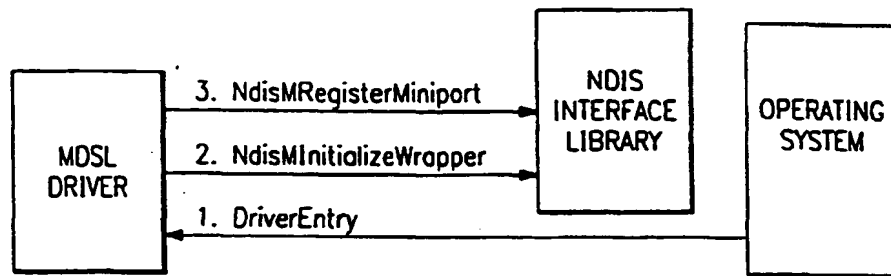 MDSL
DRIVER
3. NdisMRegisterMiniport
2. NdisMInitializeWrapper
1. DriverEntry
NDIS
INTERFACE
LIBRARY
OPERATING
SYSTEM